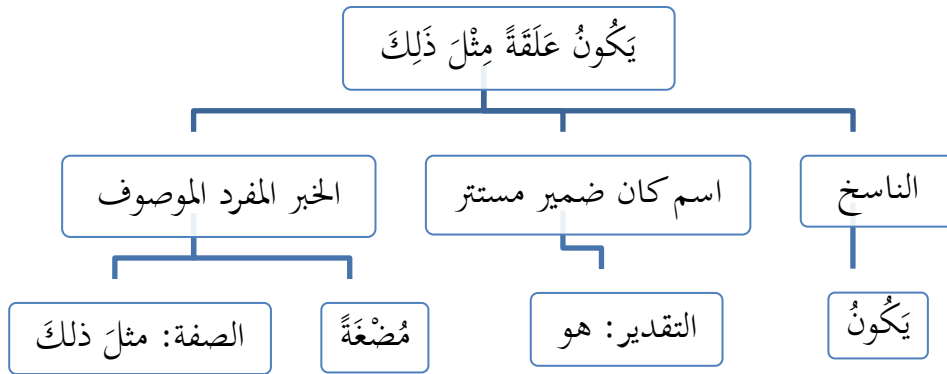 يَكُونُ عَلَقَةً مِثْلَ ذَلِكَ
الناسخ
اسم كان ضمير مستتر
الخبر المفرد الموصوف
يَكُونُ
التقدير: هو
مُضْغَةً
الصفة: مثلَ ذلكَ